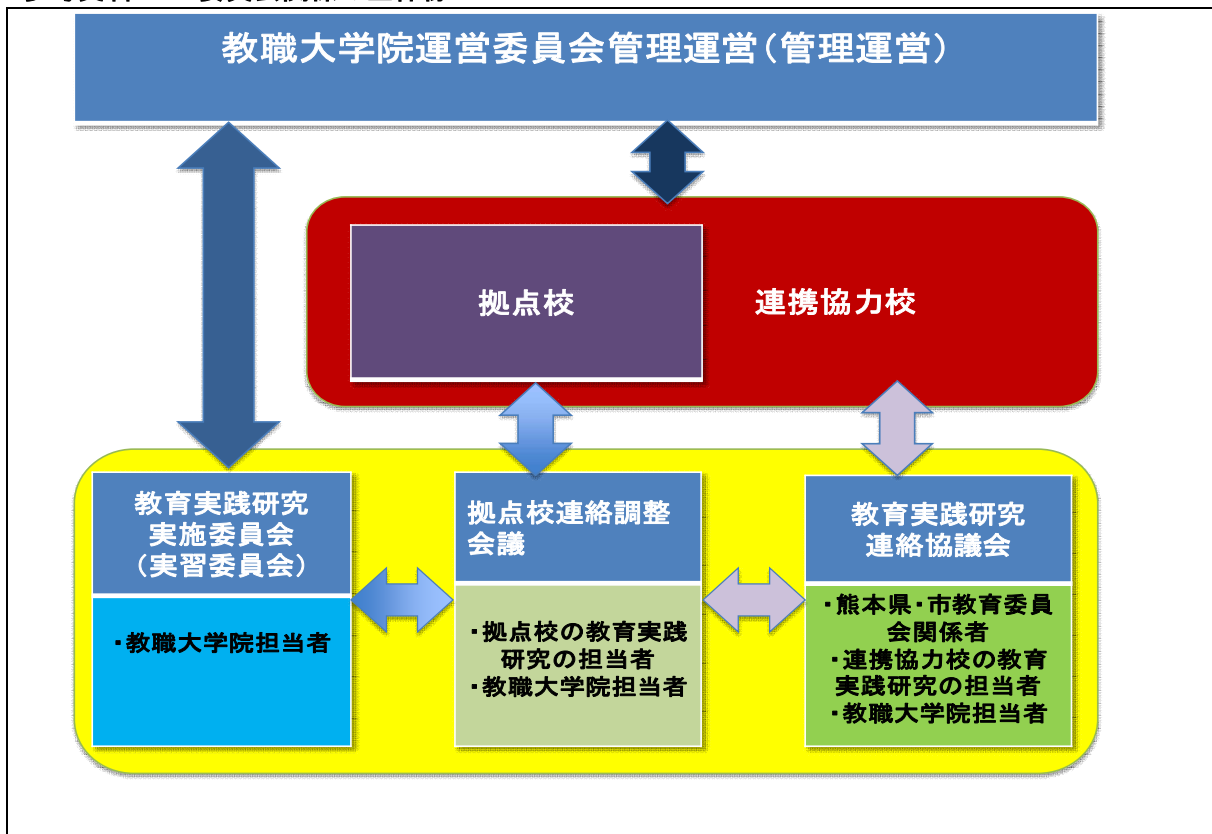 教職大学院運営委員会管理運営（管理運営）
拠点校
連携協力校
教育実践研究
実施委員会
（実習委員会）
・教職大学院担当者
拠点校連絡調整
会議
・拠点校の教育実践
研究の担当者
・教職大学院担当者
教育実践研究
連絡協議会
・熊本県・市教育委員
会関係者
・連携協力校の教育
実践研究の担当者
・教職大学院担当者